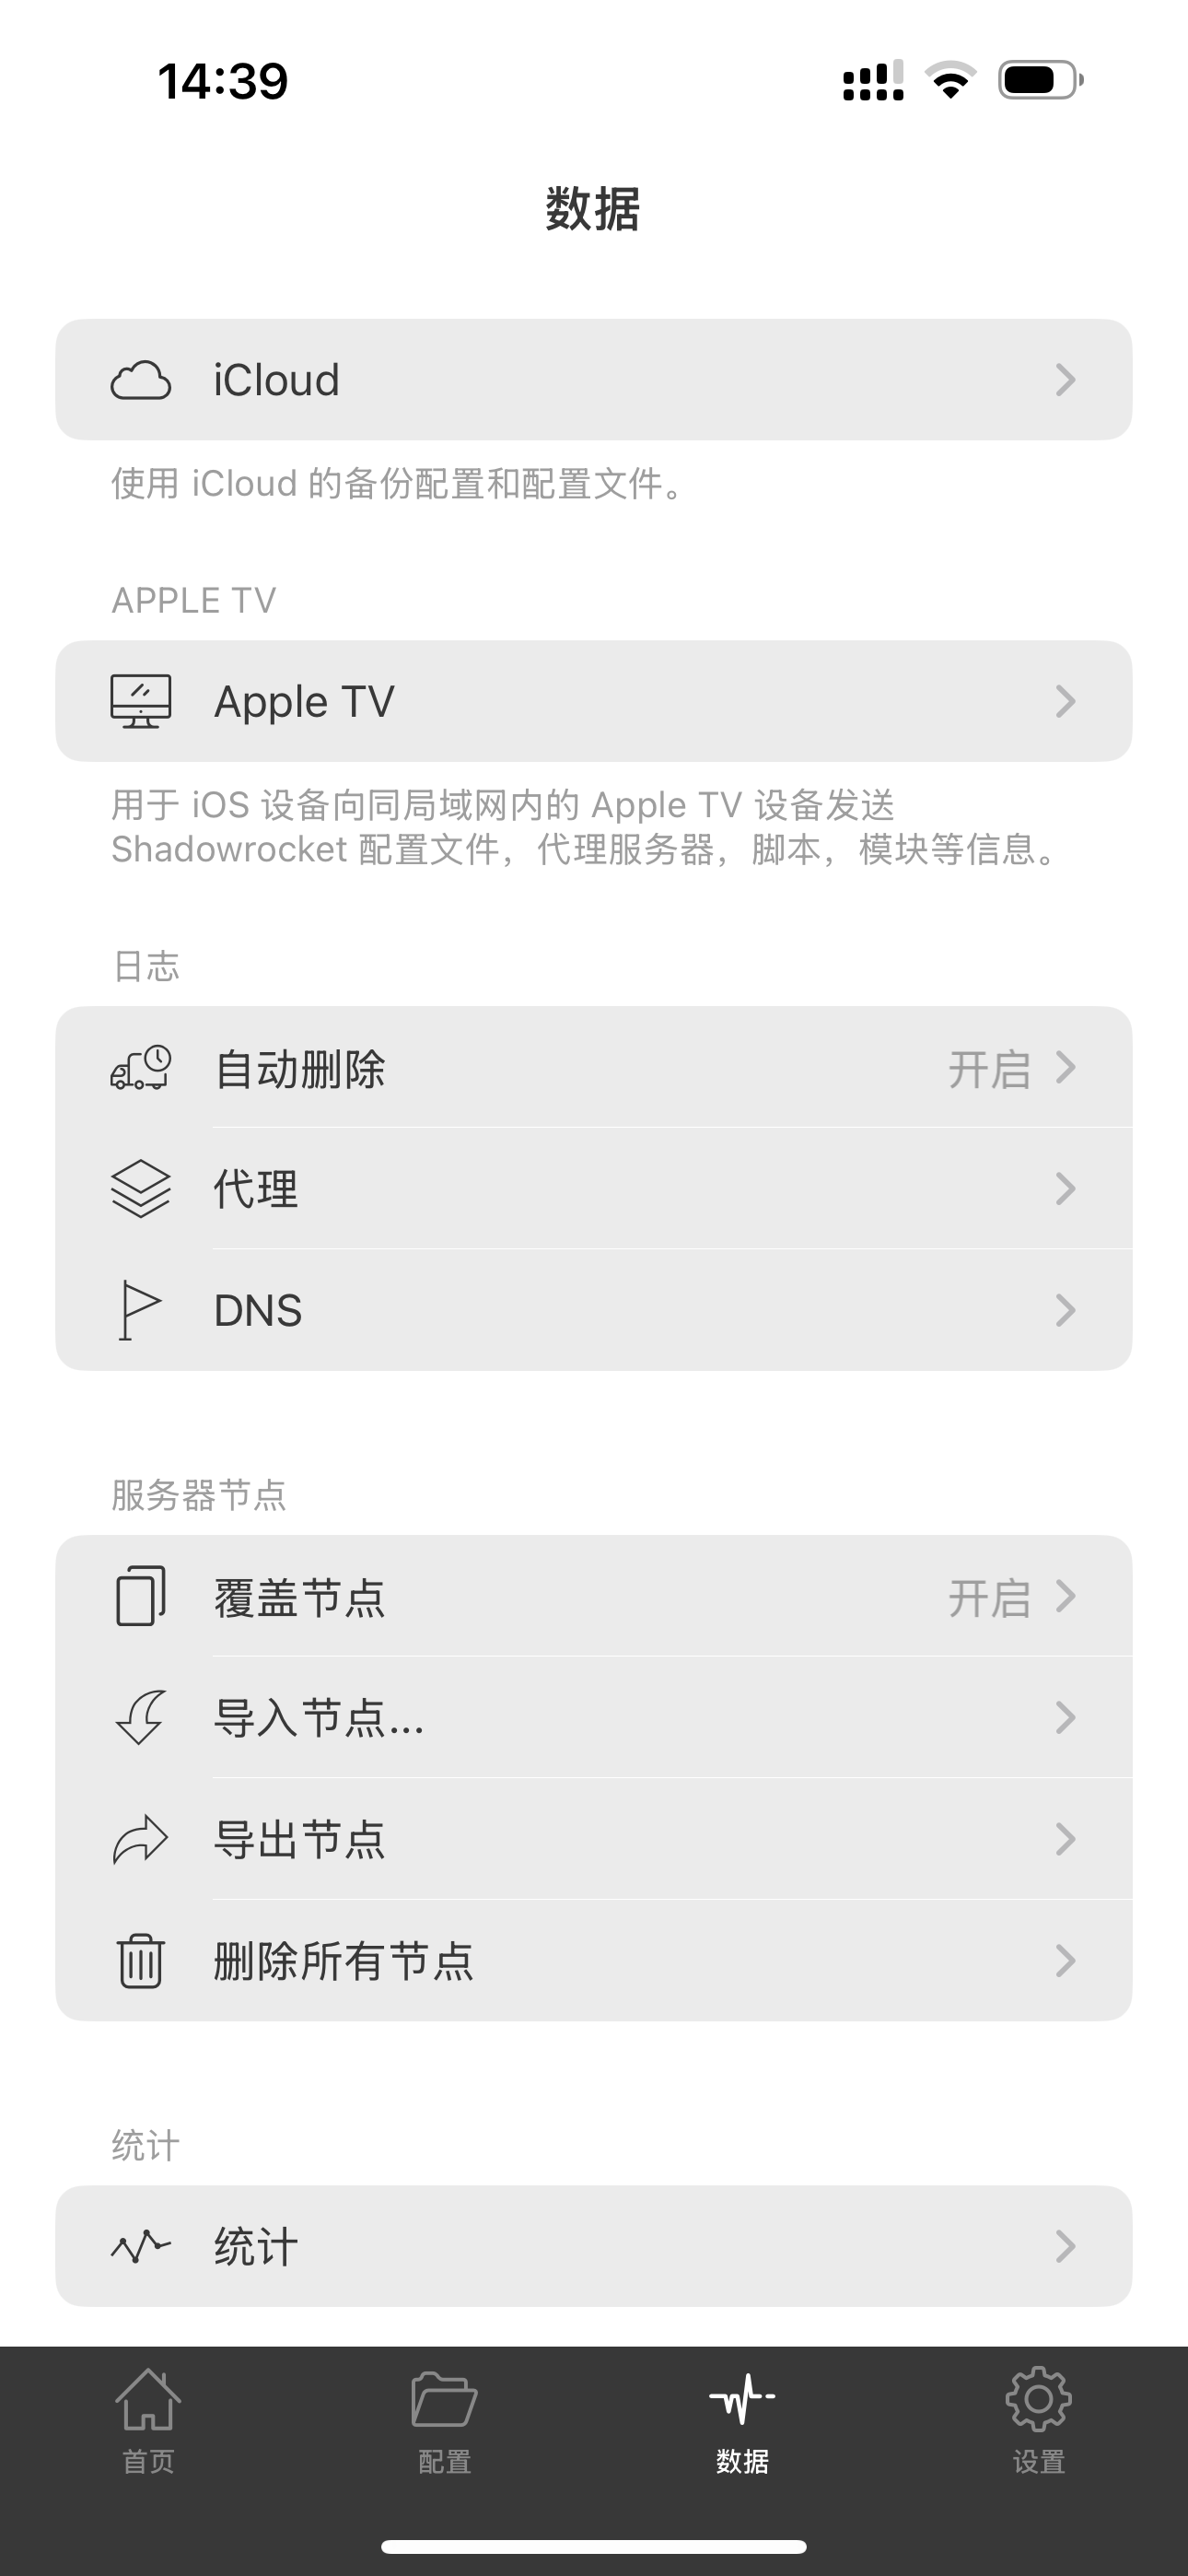 14:39
数据
iCloud
使用 iCloud 的备份配置和配置文件。
APPLE TV
Apple TV
用于 iOS 设备向同局域网内的 Apple TV 设备发送
Shadowrocket 配置文件，代理服务器，脚本，模块等信息。
日志
自动删除 开启
代理
DNS
服务器节点
覆盖节点 开启
导入节点...
导出节点
删除所有节点
统计
统计
首页 配置 数据 设置